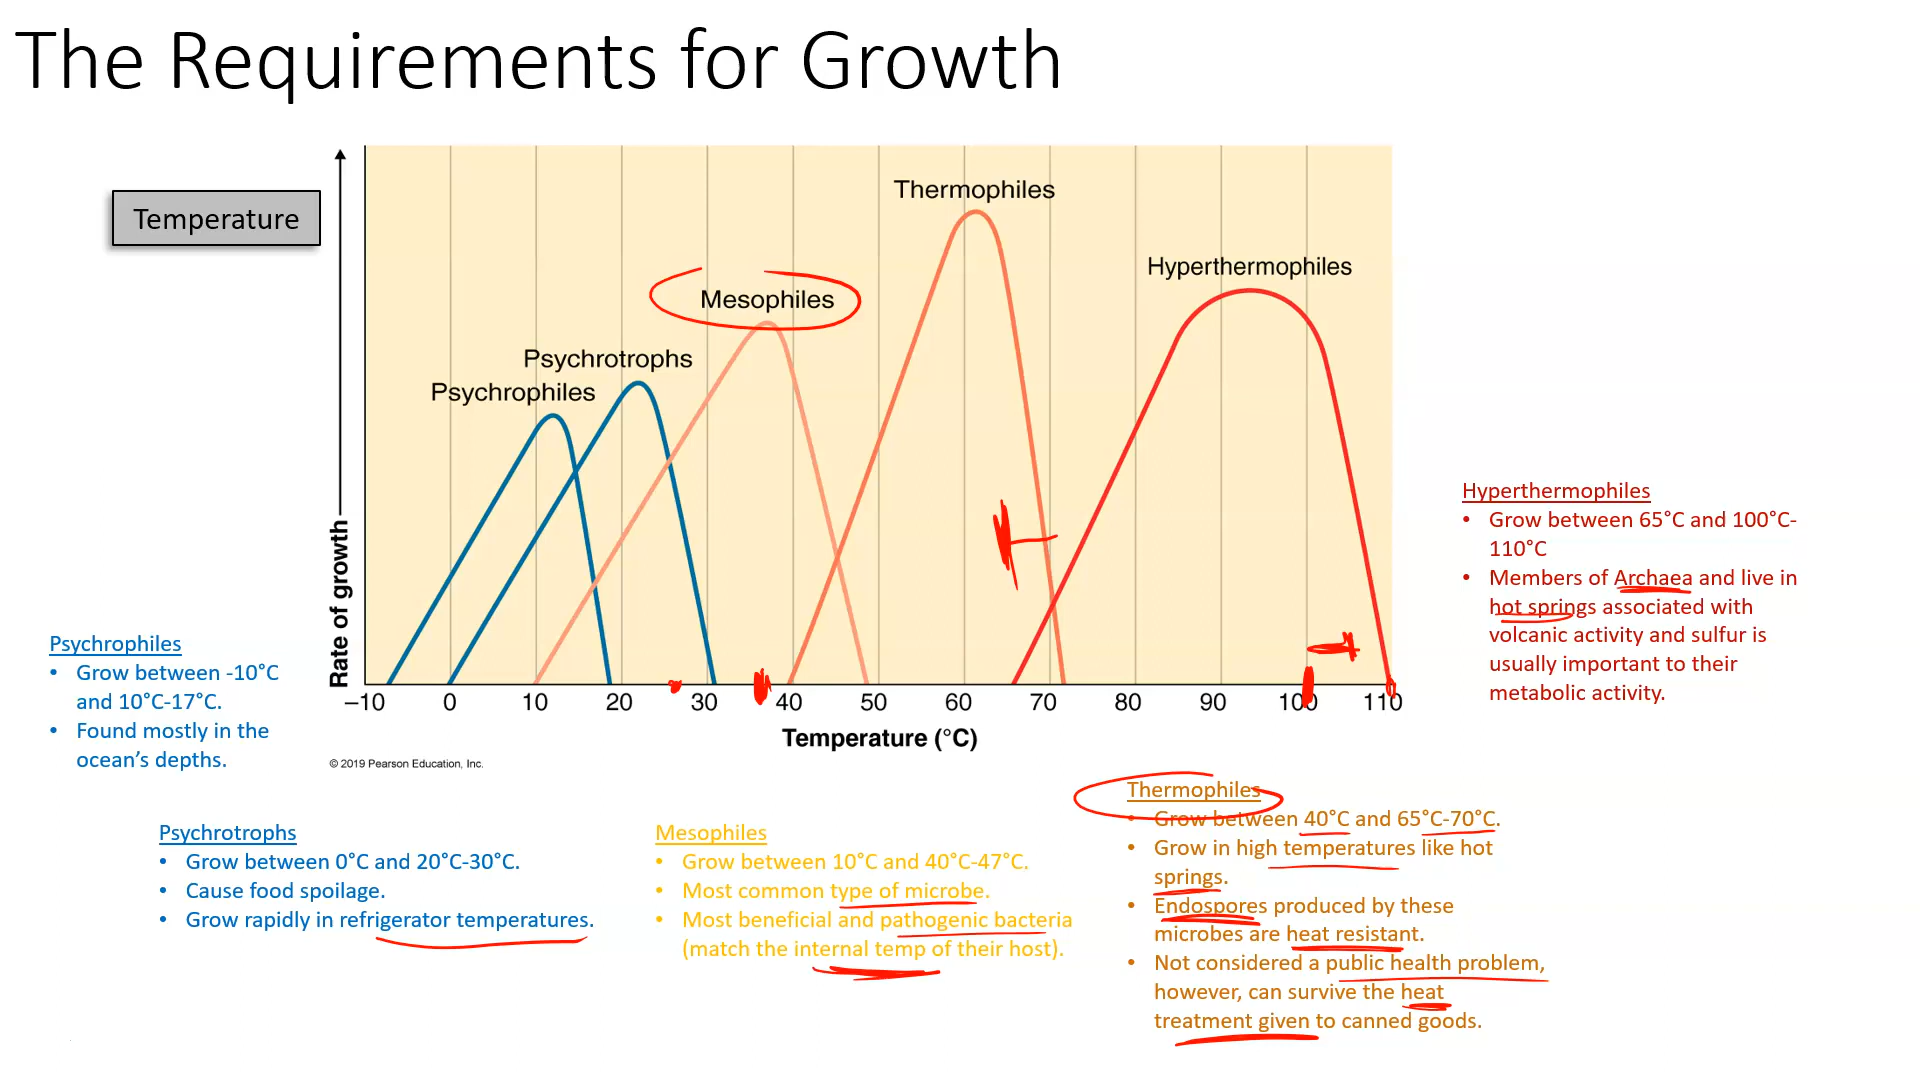 The Requirements for Growth
Temperature
Thermophiles
Hyperthermophiles
Mesophiles
Psychrotrophs
Psychrophiles
Rate of growth
–10 0 10 20 30 40 50 60 70 80 90 100 110
Temperature (°C)
© 2019 Pearson Education, Inc.
Psychrophiles
• Grow between -10°C
and 10°C-17°C.
• Found mostly in the
ocean’s depths.
Psychrotrophs
• Grow between 0°C and 20°C-30°C.
• Cause food spoilage.
• Grow rapidly in refrigerator temperatures.
Mesophiles
• Grow between 10°C and 40°C-47°C.
• Most common type of microbe.
• Most beneficial and pathogenic bacteria
(match the internal temp of their host).
Thermophiles
• Grow between 40°C and 65°C-70°C.
• Grow in high temperatures like hot
springs.
• Endospores produced by these
microbes are heat resistant.
• Not considered a public health problem,
however, can survive the heat
treatment given to canned goods.
Hyperthermophiles
• Grow between 65°C and 100°C-
110°C
• Members of Archaea and live in
hot springs associated with
volcanic activity and sulfur is
usually important to their
metabolic activity.